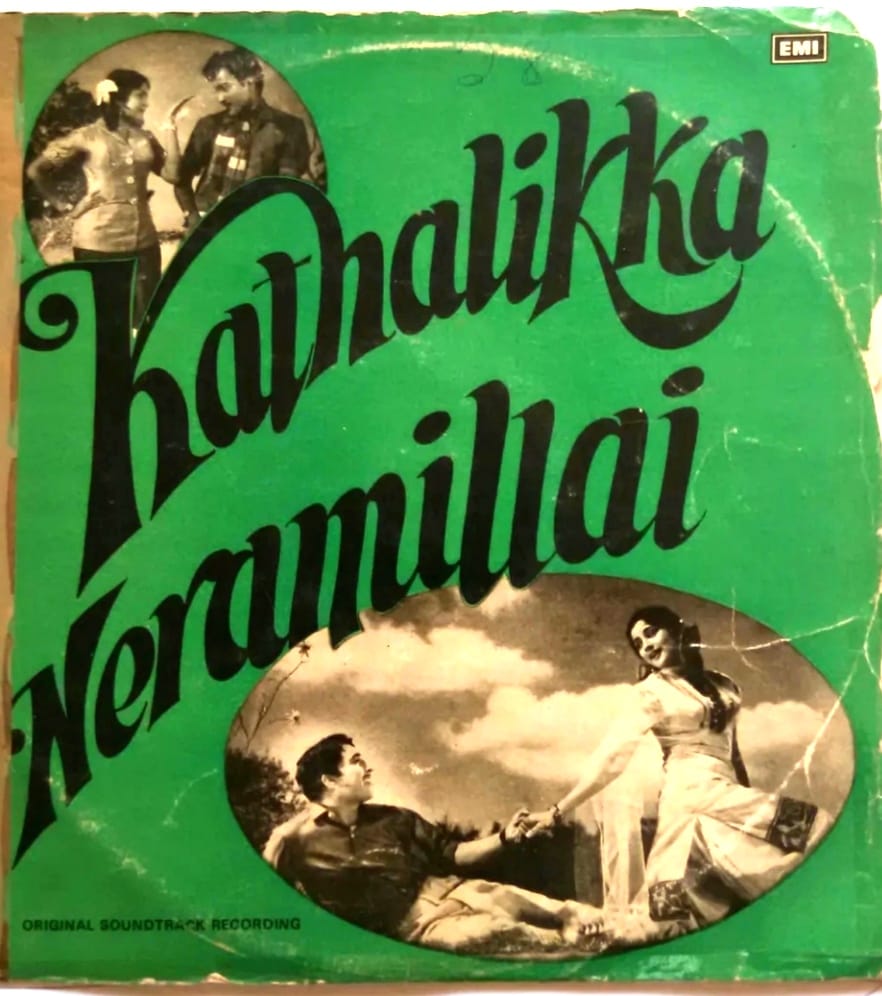 EMI
Kathalikka
Neramillai
ORIGINAL SOUNDTRACK RECORDING